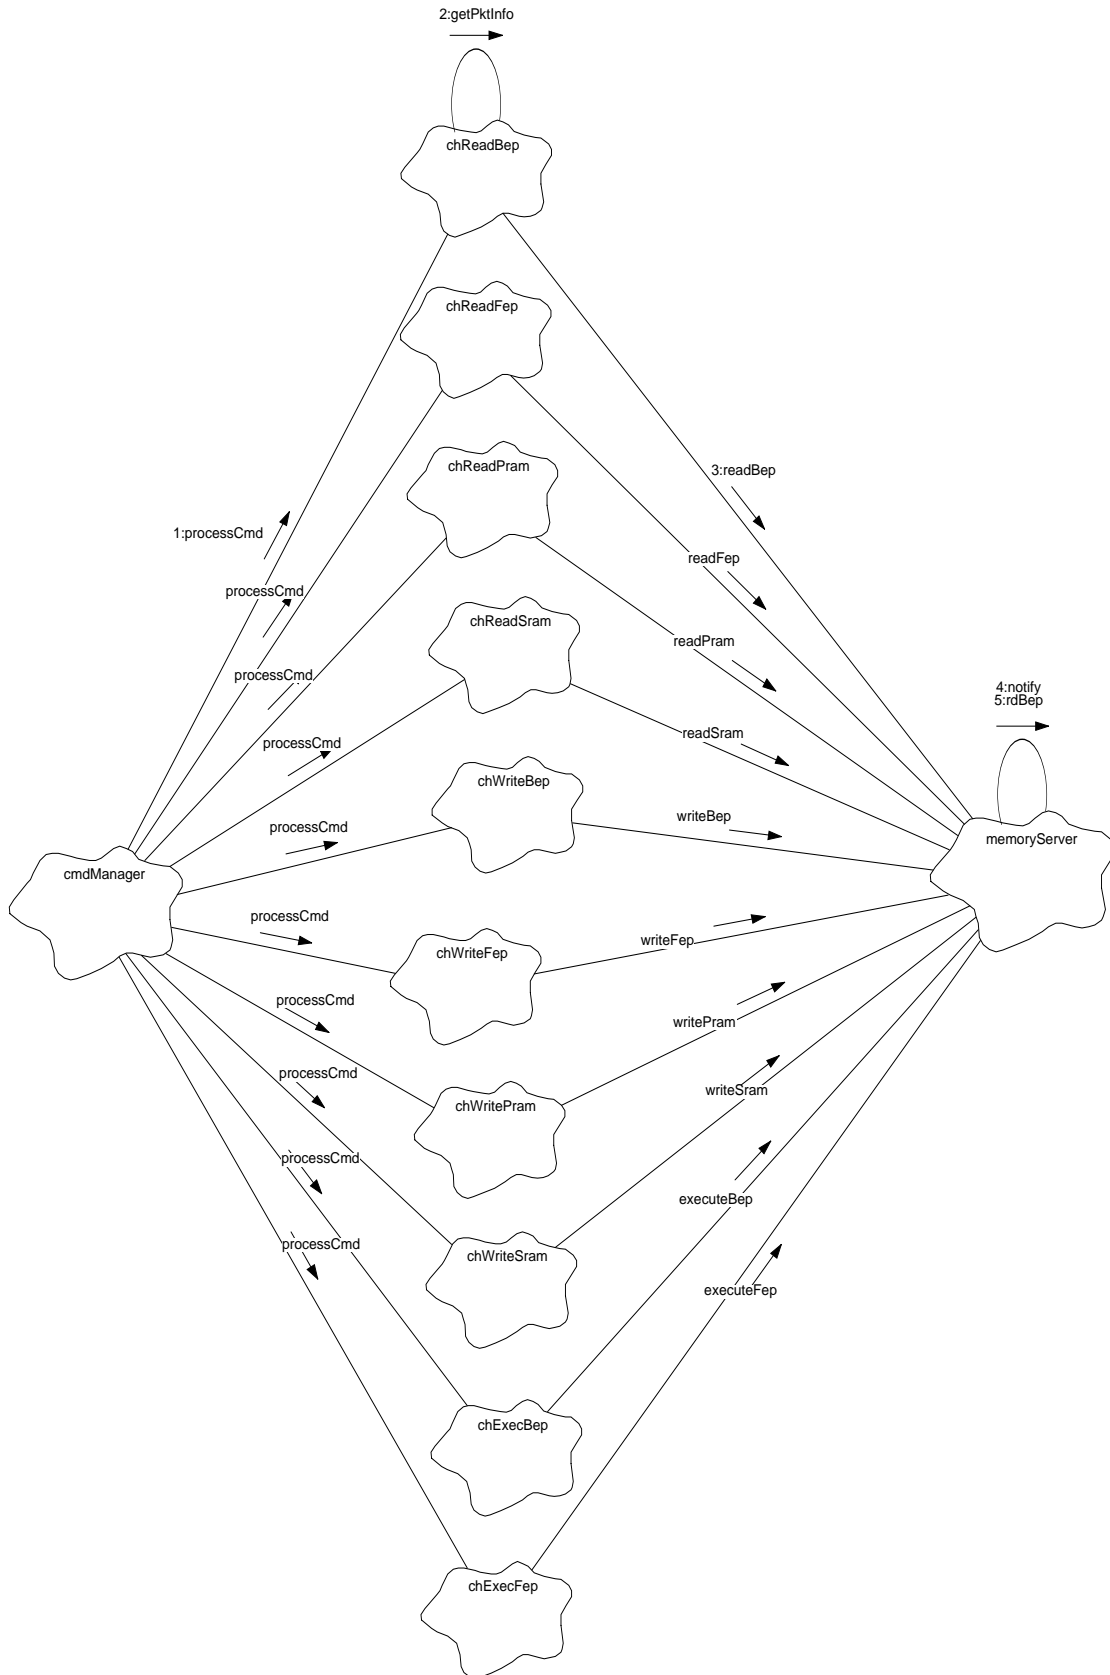 2:getPktInfo
chReadBep
chReadFep
chReadPram
3:readBep
1:processCmd
readFep
processCmd
chReadSram
readPram
processCmd
4:notify
5:rdBep
readSram
processCmd
chWriteBep
writeBep
processCmd
memoryServer
cmdManager
processCmd
writeFep
chWriteFep
processCmd
writePram
processCmd
writeSram
chWritePram
processCmd
executeBep
processCmd
chWriteSram
executeFep
chExecBep
chExecFep